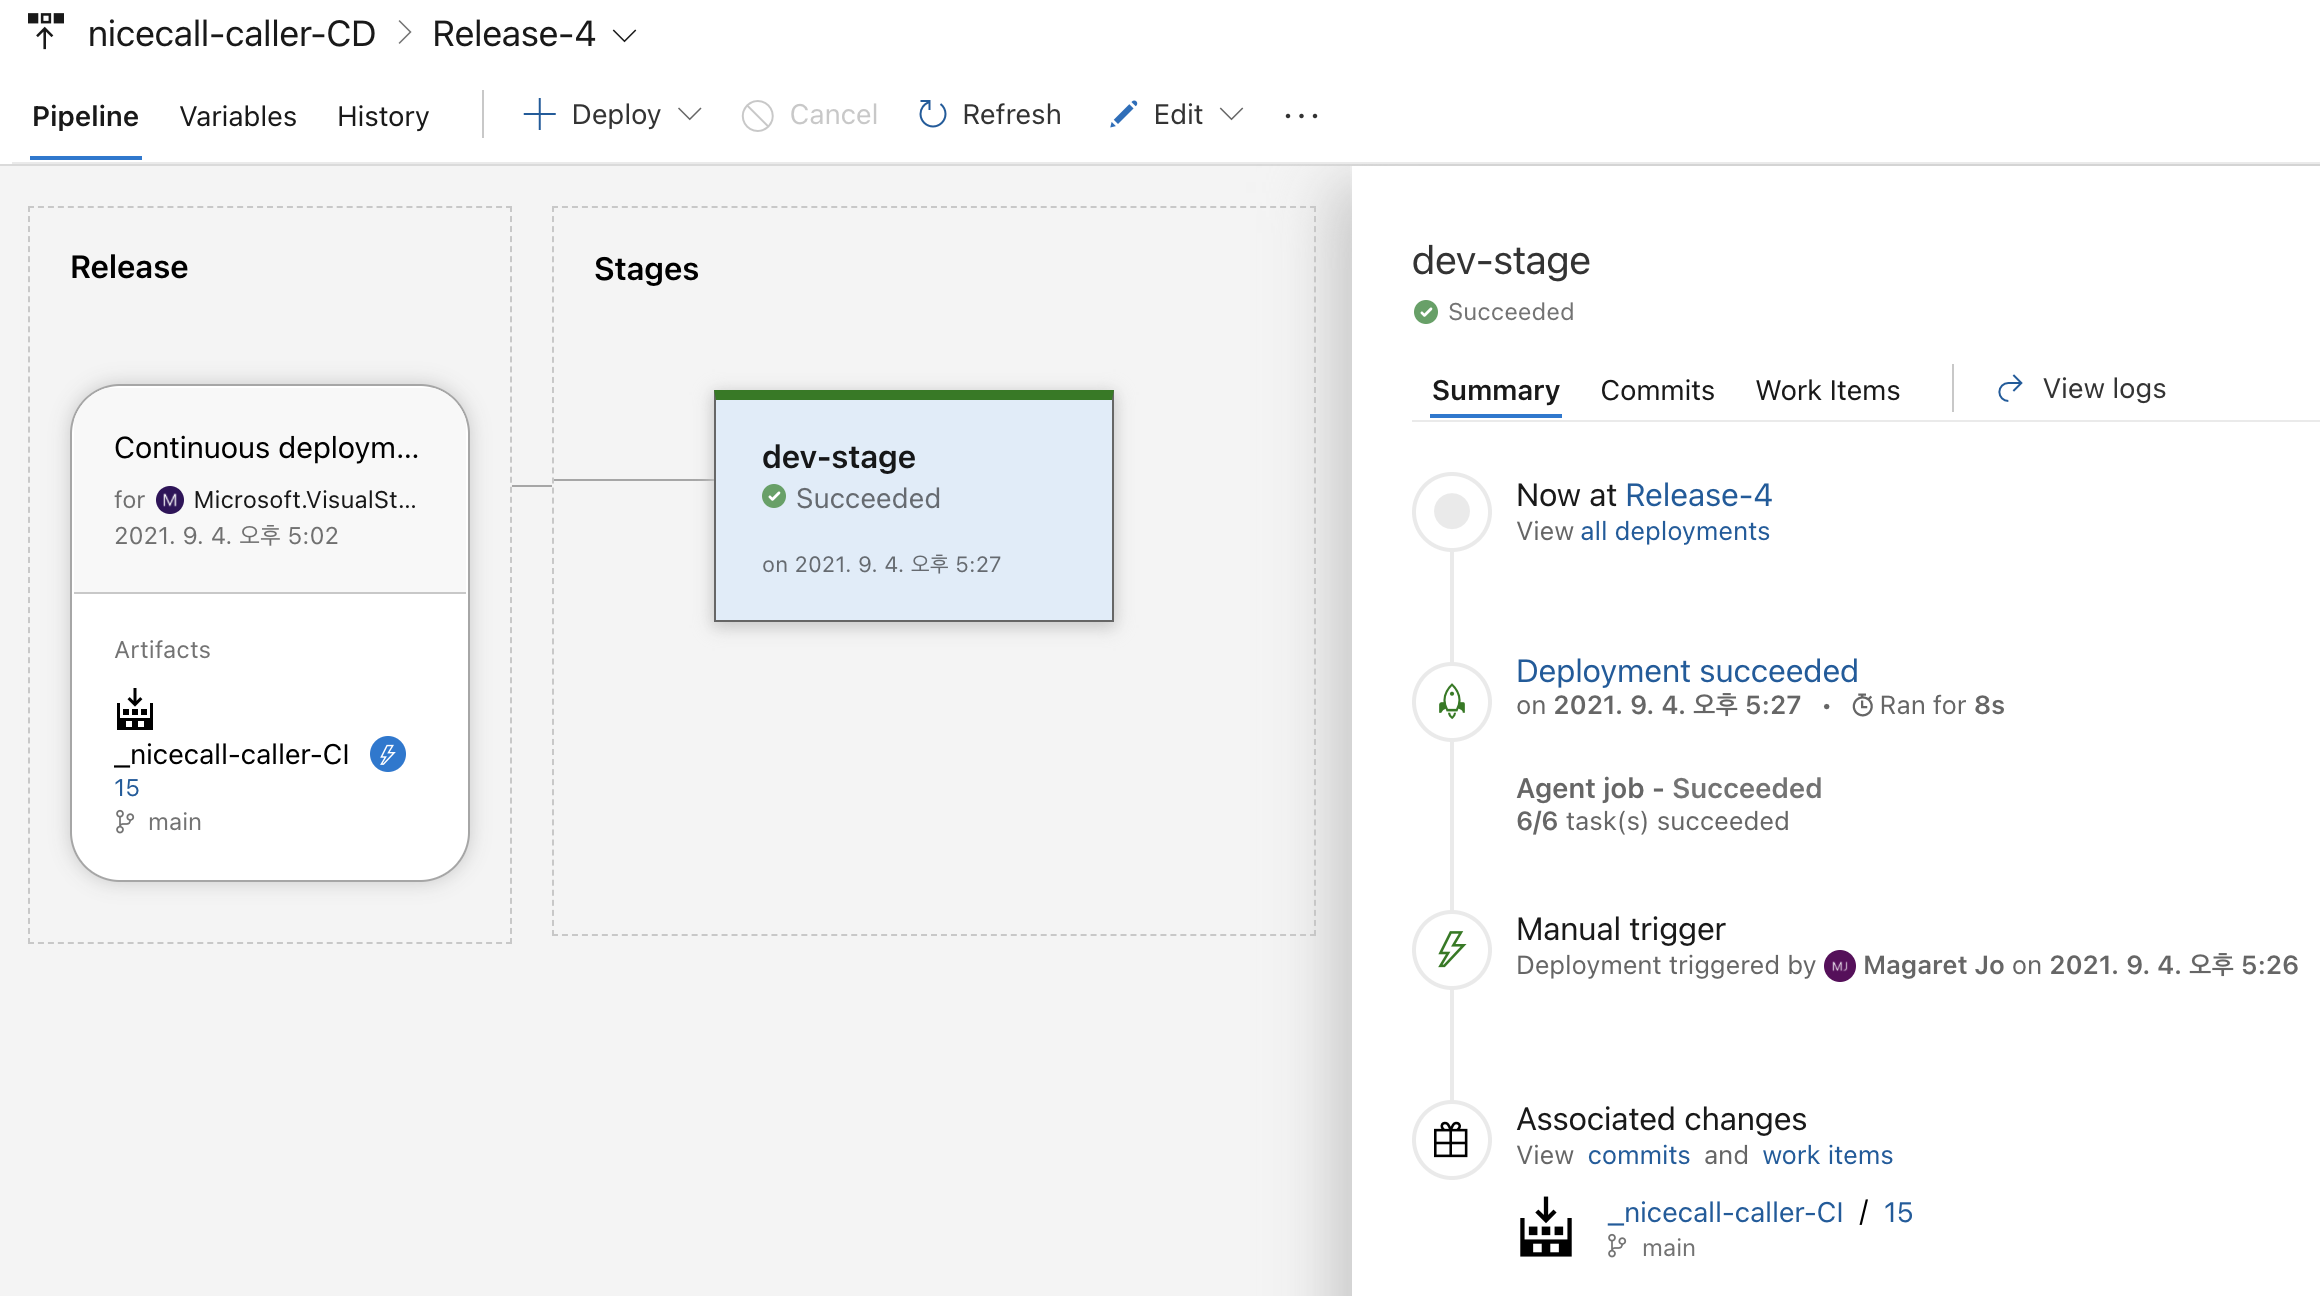 nicecall-caller-CD > Release-4
Pipeline Variables History Deploy Cancel Refresh Edit ...
Release
Continuous deploym...
for M Microsoft.VisualSt...
2021. 9. 4. 오후 5:02
Artifacts
_nicecall-caller-CI
15
main
Stages
dev-stage
Succeeded
on 2021. 9. 4. 오후 5:27
dev-stage
Succeeded
Summary Commits Work Items View logs
Now at Release-4
View all deployments
Deployment succeeded
on 2021. 9. 4. 오후 5:27 • Ran for 8s
Agent job - Succeeded
6/6 task(s) succeeded
Manual trigger
Deployment triggered by MJ Magaret Jo on 2021. 9. 4. 오후 5:26
Associated changes
View commits and work items
_nicecall-caller-CI / 15
main